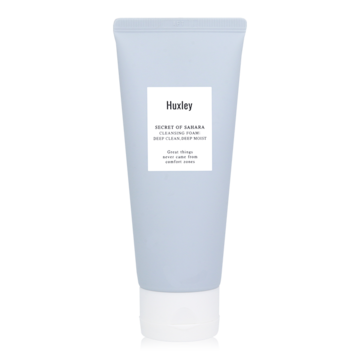 Huxley
SECRET OF SAHARA
CLEANSING FOAM:
DEEP CLEAN, DEEP MOIST
Great things
never came from
comfort zones